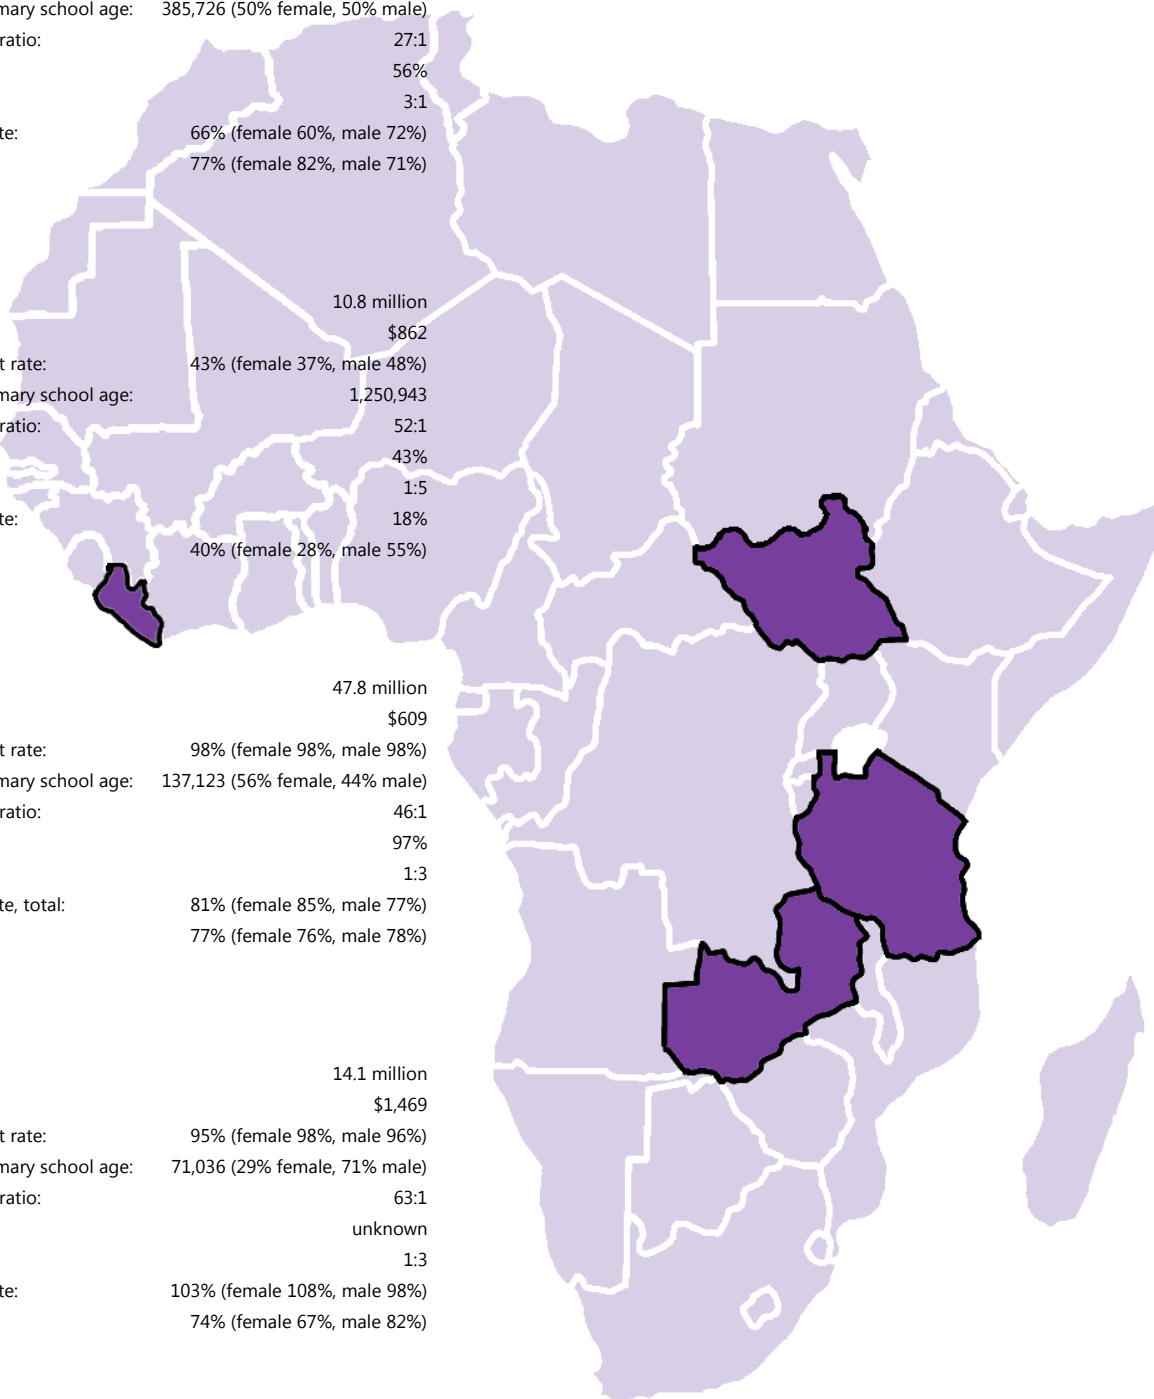 mary school age: 385,726 (50% female, 50% male)
ratio: 27:1
56%
3:1
te: 66% (female 60%, male 72%)
77% (female 82%, male 71%)
10.8 million
$862
t rate: 43% (female 37%, male 48%)
mary school age: 1,250,943
ratio: 52:1
43%
1:5
te: 18%
40% (female 28%, male 55%)
47.8 million
$609
t rate: 98% (female 98%, male 98%)
mary school age: 137,123 (56% female, 44% male)
ratio: 46:1
97%
1:3
te, total: 81% (female 85%, male 77%)
77% (female 76%, male 78%)
14.1 million
$1,469
t rate: 95% (female 98%, male 96%)
mary school age: 71,036 (29% female, 71% male)
ratio: 63:1
unknown
1:3
te: 103% (female 108%, male 98%)
74% (female 67%, male 82%)